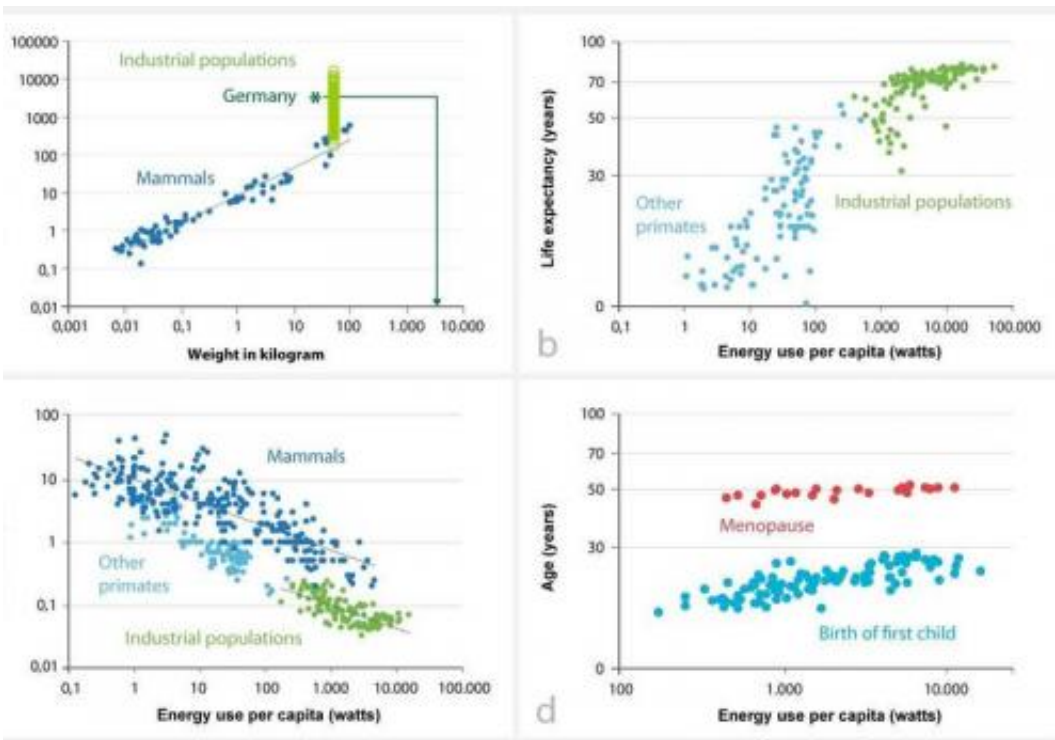 100000
10000
1000
100
10
1
0,1
0,01
Industrial populations
Germany
Mammals
0,001 0,01 0,1 1 10 100 1.000 10.000
Weight in kilogram
100
70
50
30
0
Life expectancy (years)
Other
primates
Industrial populations
0,1 1 10 100 1.000 10.000 100.000
Energy use per capita (watts)
b
100
10
1
0,1
0,01
Mammals
Other
primates
Industrial populations
0,1 1 10 100 1.000 10.000 100.000
Energy use per capita (watts)
100
70
50
30
0
Age (years)
Menopause
Birth of first child
100 1.000 10.000
Energy use per capita (watts)
d